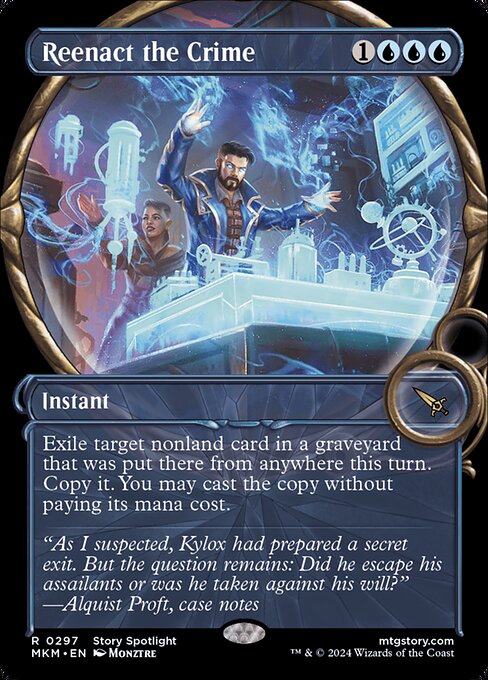 Reenact the Crime 1
Instant
Exile target nonland card in a graveyard
that was put there from anywhere this turn.
Copy it. You may cast the copy without
paying its mana cost.
“As I suspected, Kylox had prepared a secret
exit. But the question remains: Did he escape his
assailants or was he taken against his will?”
—Alquist Proft, case notes
R 0297 Story Spotlight mtgstory.com
MKM • EN Monztre ™ & © 2024 Wizards of the Coast